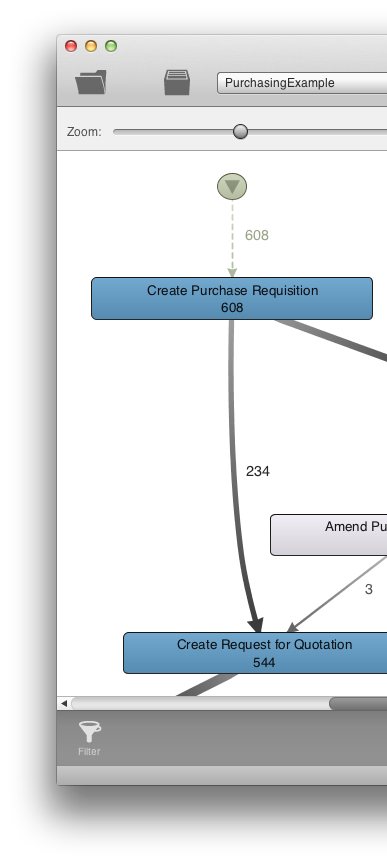 PurchasingExample
Zoom:
608
Create Purchase Requisition
608
234
Amend Pu
3
Create Request for Quotation
544
Filter